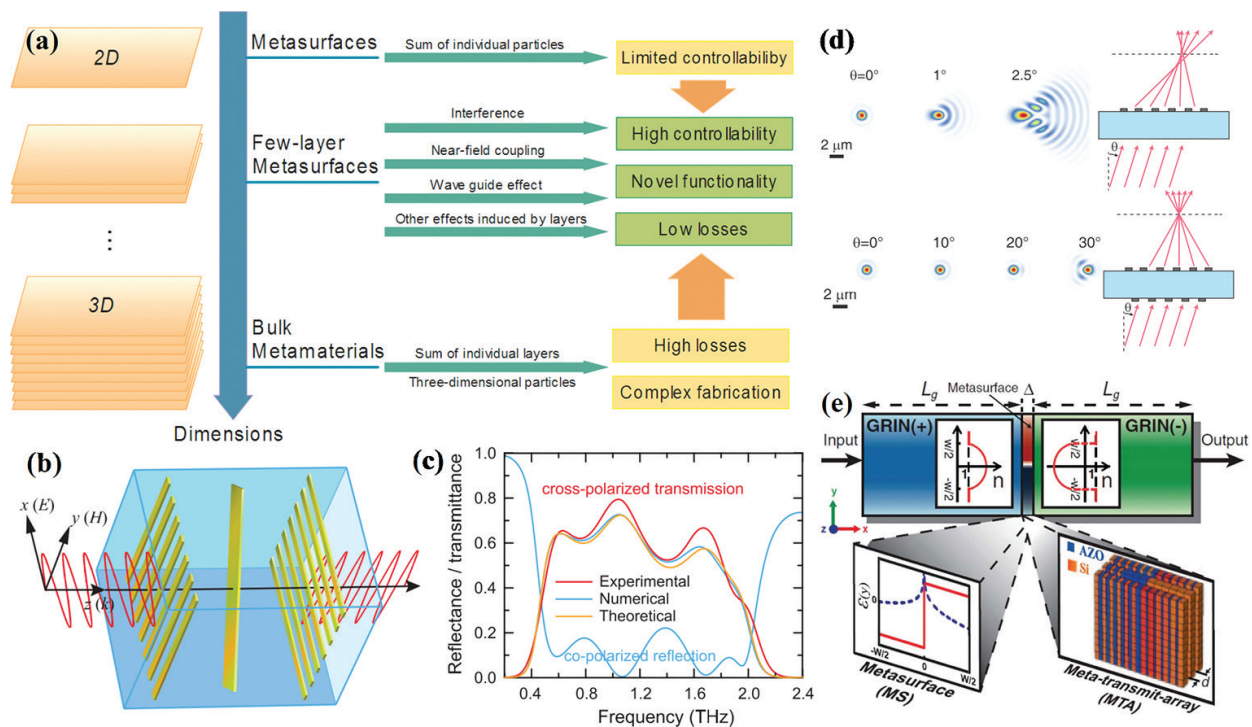 (a)
2D
3D
Metasurfaces
Few-layer
Metasurfaces
Bulk
Metamaterials
Dimensions
Sum of individual particles
Interference
Near-field coupling
Wave guide effect
Other effects induced by layers
Sum of individual layers
Three-dimensional particles
Limited controllability
High controllability
Novel functionality
Low losses
High losses
Complex fabrication
(b)
x (E)
y (H)
z (k)
(c)
Reflectance / transmittance
1.0
0.8
0.6
0.4
0.2
0.0
cross-polarized transmission
Experimental
Numerical
Theoretical
co-polarized reflection
0.4
0.8
1.2
1.6
2.0
2.4
Frequency (THz)
(d)
θ=0°
1°
2.5°
2 μm
θ
θ=0°
10°
20°
30°
2 μm
θ
(e)
Lg
Metasurface
Δ
Lg
Input
GRIN(+)
W/2
-W/2
1
n
GRIN(-)
W/2
-W/2
1
n
Output
y
z
x
ε(y)
0
-W/2
0
W/2
Metasurface
(MS)
AZO
Si
d
Meta-transmit-array
(MTA)